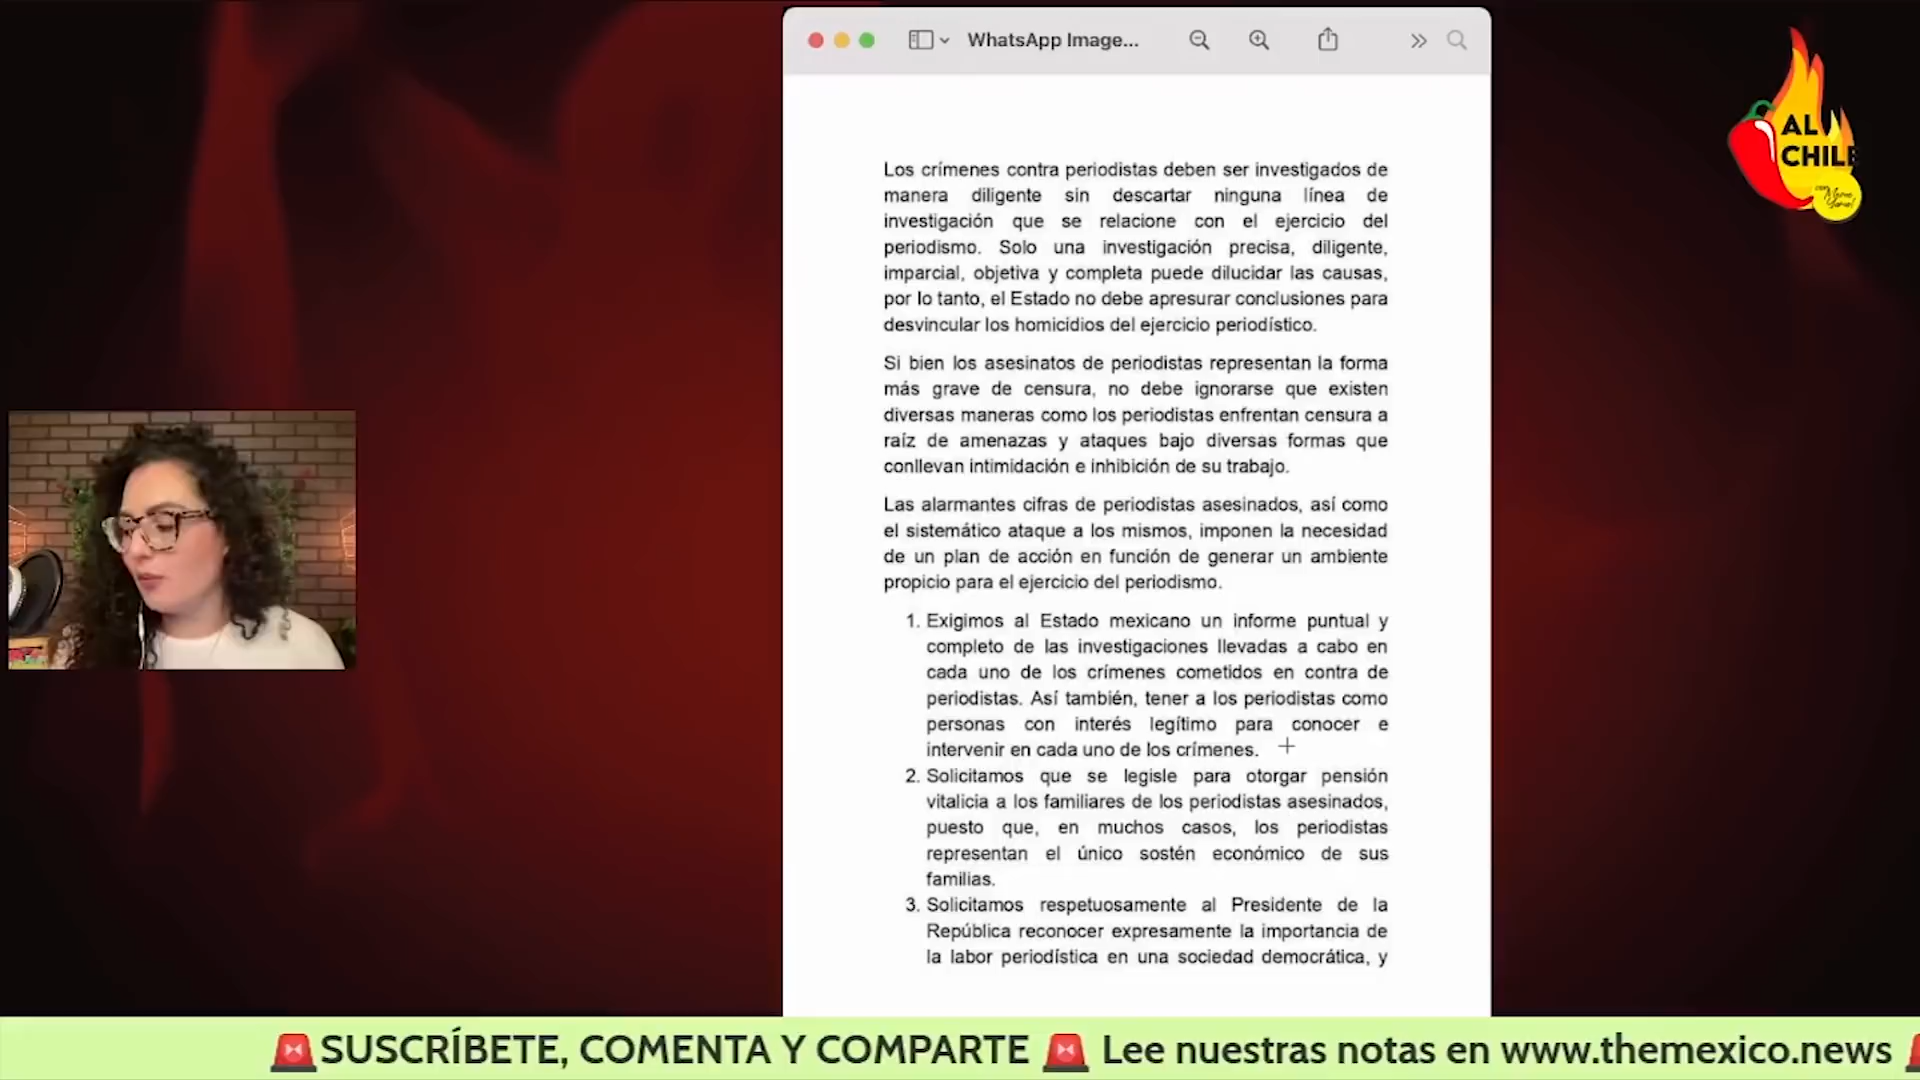 WhatsApp Image...
AL
CHILE
con
Los crímenes contra periodistas deben ser investigados de
manera diligente sin descartar ninguna línea de
investigación que se relacione con el ejercicio del
periodismo. Solo una investigación precisa, diligente,
imparcial, objetiva y completa puede dilucidar las causas,
por lo tanto, el Estado no debe apresurar conclusiones para
desvincular los homicidios del ejercicio periodístico.
Si bien los asesinatos de periodistas representan la forma
más grave de censura, no debe ignorarse que existen
diversas maneras como los periodistas enfrentan censura a
raíz de amenazas y ataques bajo diversas formas que
conllevan intimidación e inhibición de su trabajo.
Las alarmantes cifras de periodistas asesinados, así como
el sistemático ataque a los mismos, imponen la necesidad
de un plan de acción en función de generar un ambiente
propicio para el ejercicio del periodismo.
1. Exigimos al Estado mexicano un informe puntual y
completo de las investigaciones llevadas a cabo en
cada uno de los crímenes cometidos en contra de
periodistas. Así también, tener a los periodistas como
personas con interés legítimo para conocer e
intervenir en cada uno de los crímenes.
2. Solicitamos que se legisle para otorgar pensión
vitalicia a los familiares de los periodistas asesinados,
puesto que, en muchos casos, los periodistas
representan el único sostén económico de sus
familias.
3. Solicitamos respetuosamente al Presidente de la
República reconocer expresamente la importancia de
la labor periodística en una sociedad democrática, y
SUSCRÍBETE, COMENTA Y COMPARTE Lee nuestras notas en www.themexico.news